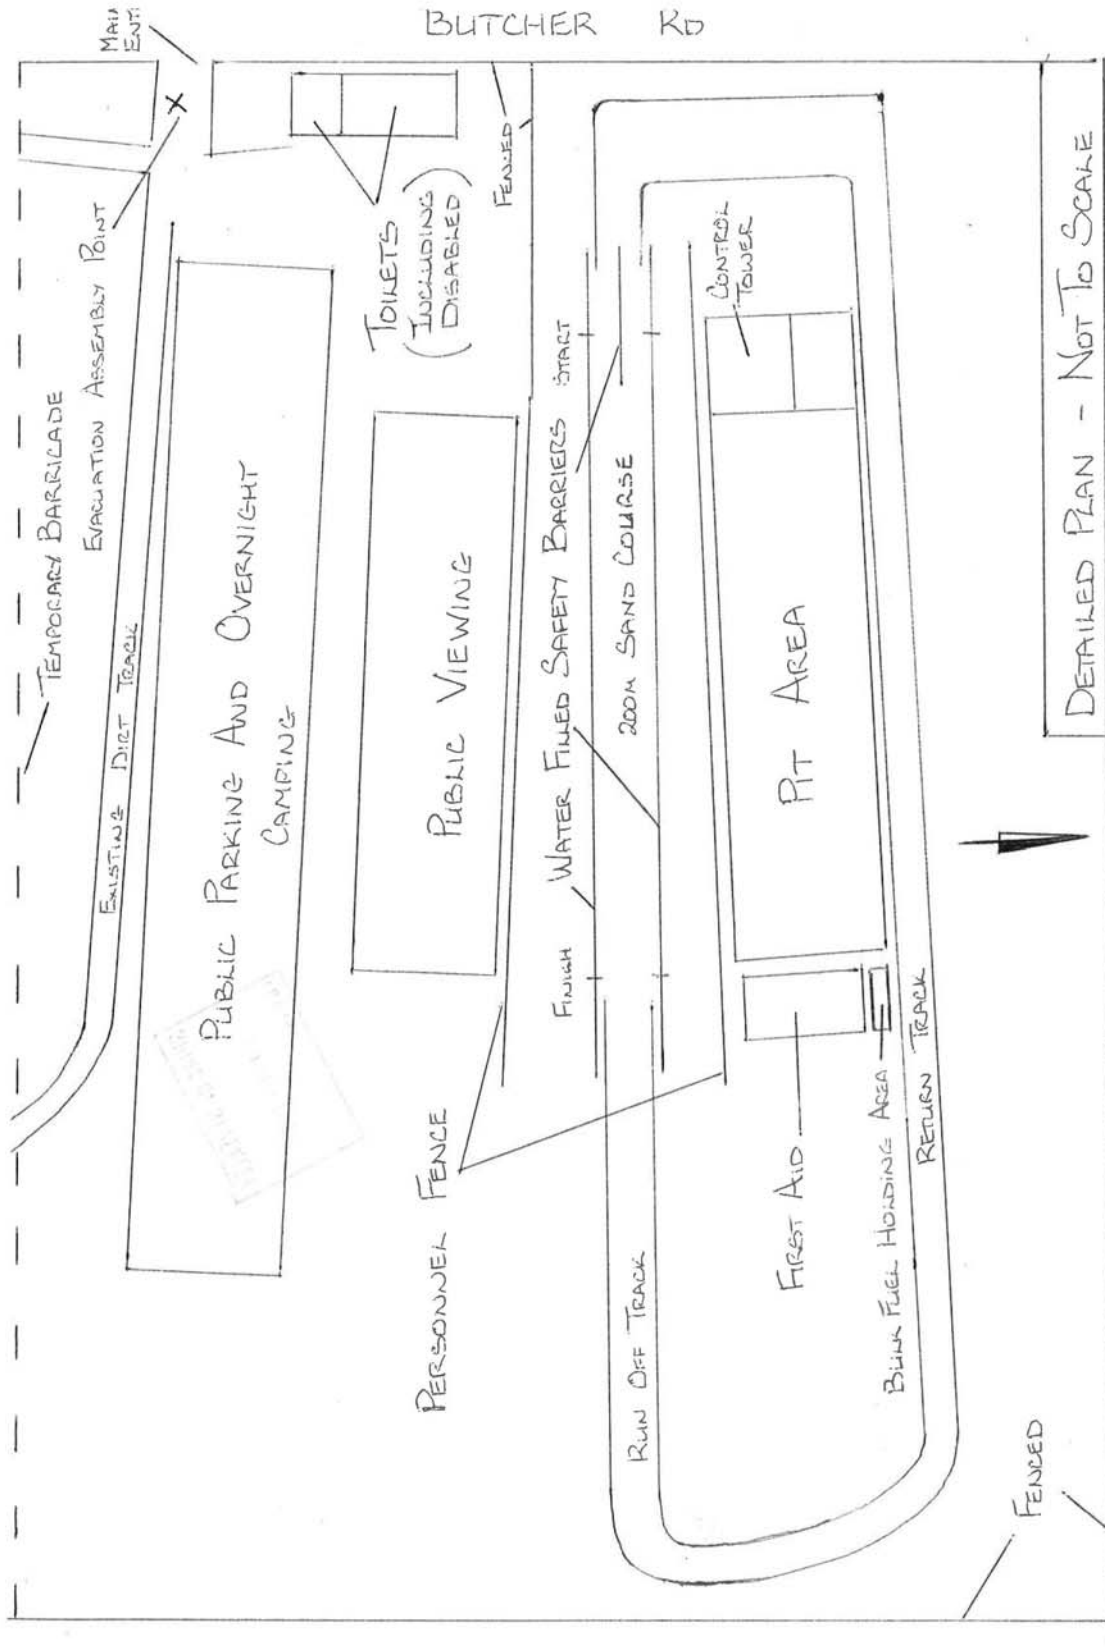 BUTCHER RD
MAIN
ENT
TEMPORARY BARRICADE
EVACUATION ASSEMBLY POINT
EXISTING DIRT TRACK
PUBLIC PARKING AND OVERNIGHT
CAMPING
TOILETS
(INCLUDING
DISABLED)
FENCED
PUBLIC VIEWING
PERSONNEL FENCE
FINISH
WATER FILLED SAFETY BARRIERS
START
200M SAND COURSE
RUN OFF TRACK
CONTROL
TOWER
PIT AREA
FIRST AID
BULK FUEL HOLDING AREA
RETURN TRACK
FENCED
DETAILED PLAN - NOT TO SCALE